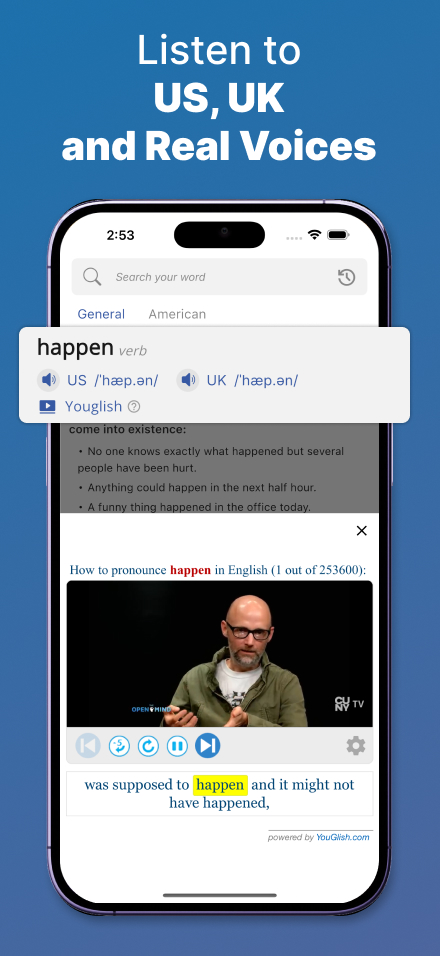 Listen to
US, UK
and Real Voices
2:53
Search your word
General American
happen verb
US /ˈhæp.ən/ UK /ˈhæp.ən/
Youglish ?
come into existence:
• No one knows exactly what happened but several
people have been hurt.
• Anything could happen in the next half hour.
• A funny thing happened in the office today.
How to pronounce happen in English (1 out of 253600):
OPEN MIND
CUNY TV
-5
was supposed to happen and it might not
have happened,
powered by YouGlish.com